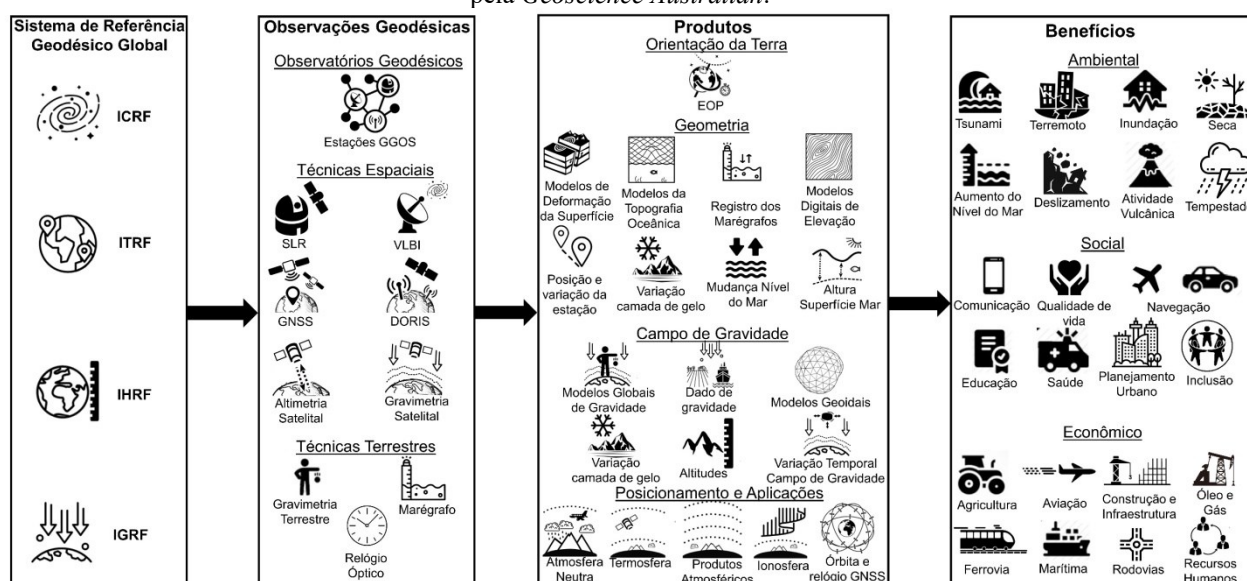 pela Geoscience Australian.
Sistema de Referência
Geodésico Global
ICRF
ITRF
IHRF
IGRF
Observações Geodésicas
Observatórios Geodésicos
Estações GGOS
Técnicas Espaciais
SLR
VLBI
GNSS
DORIS
Altimetria
Satelital
Gravimetria
Satelital
Técnicas Terrestres
Gravimetria
Terrestre
Marégrafo
Relógio
Óptico
Produtos
Orientação da Terra
EOP
Geometria
Modelos de
Deformação
da Superfície
Modelos da
Topografia
Oceânica
Registro dos
Marégrafos
Modelos
Digitais de
Elevação
Posição e
variação da
estação
Variação
camada de gelo
Mudança Nível
do Mar
Altura
Superfície Mar
Campo de Gravidade
Modelos Globais
de Gravidade
Dado de
gravidade
Modelos Geoidais
Variação
camada de gelo
Altitudes
Variação Temporal
Campo de Gravidade
Posicionamento e Aplicações
Atmosfera
Neutra
Termosfera
Produtos
Atmosféricos
Ionosfera
Órbita e
relógio GNSS
Benefícios
Ambiental
Tsunami
Terremoto
Inundação
Seca
Aumento do
Nível do Mar
Deslizamento
Atividade
Vulcânica
Tempestad
Social
Comunicação
Qualidade de
vida
Navegação
Educação
Saúde
Planejamento
Urbano
Inclusão
Econômico
Agricultura
Aviação
Construção e
Infraestrutura
Óleo e
Gás
Ferrovia
Marítima
Rodovias
Recursos
Humanos